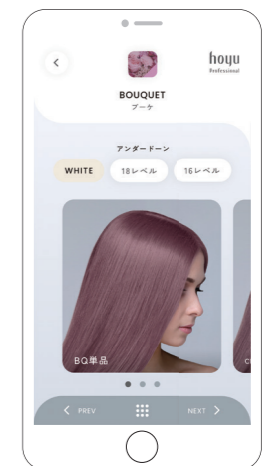 hoyu
Professional
BOUQUET
ブーケ
アンダートーン
WHITE
18レベル
16レベル
BQ単品
PREV
NEXT